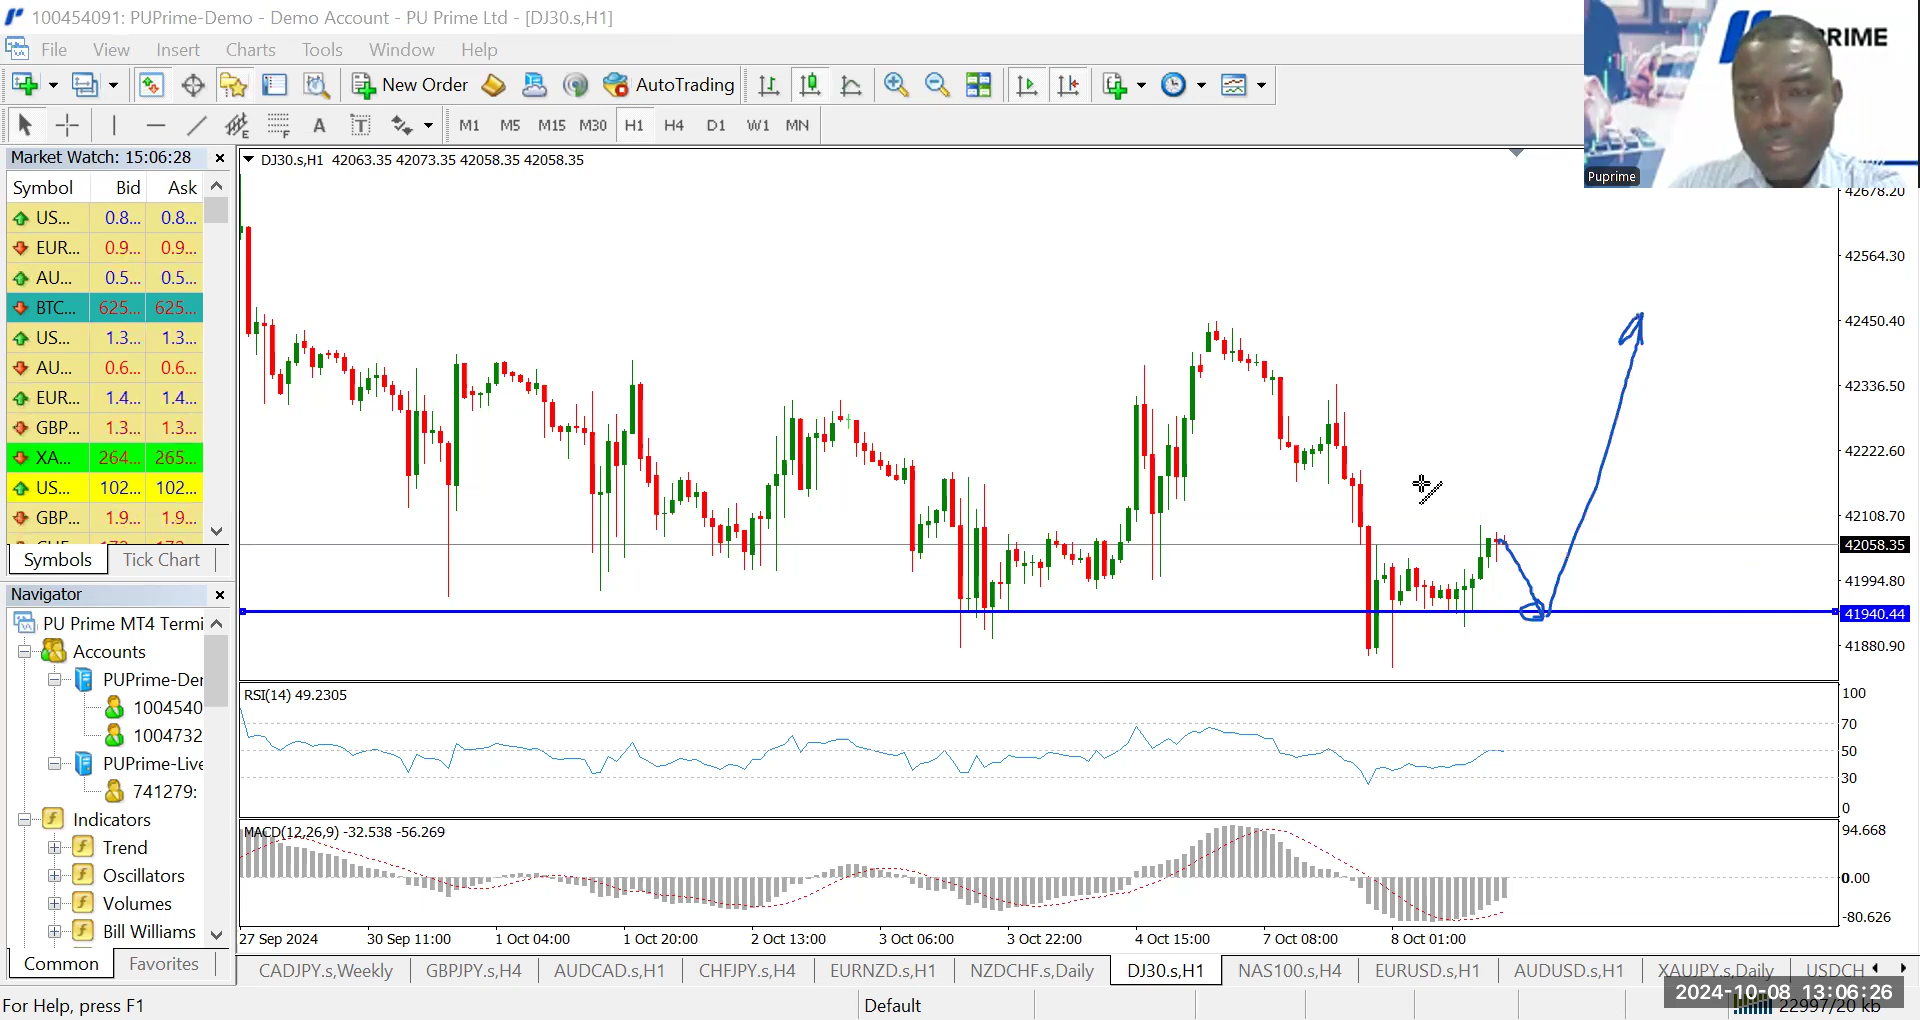 100454091: PUPrime-Demo - Demo Account - PU Prime Ltd - [DJ30.s,H1]
File View Insert Charts Tools Window Help
New Order AutoTrading
A T M1 M5 M15 M30 H1 H4 D1 W1 MN
PRIME
Puprime
Market Watch: 15:06:28
Symbol Bid Ask
US... 0.8... 0.8...
EUR... 0.9... 0.9...
AU... 0.5... 0.5...
BTC... 625... 625...
US... 1.3... 1.3...
AU... 0.6... 0.6...
EUR... 1.4... 1.4...
GBP... 1.3... 1.3...
XA... 264... 265...
US... 102... 102...
GBP... 1.9... 1.9...
Symbols Tick Chart
Navigator
PU Prime MT4 Termi
Accounts
PUPrime-Der
1004540
1004732
PUPrime-Live
741279:
Indicators
Trend
Oscillators
Volumes
Bill Williams
Common Favorites
DJ30.s,H1 42063.35 42073.35 42058.35 42058.35
42678.20
42564.30
42450.40
42336.50
42222.60
42108.70
42058.35
41994.80
41940.44
41880.90
RSI(14) 49.2305
100
70
50
30
0
MACD(12,26,9) -32.538 -56.269
94.668
0.00
-80.626
27 Sep 2024 30 Sep 11:00 1 Oct 04:00 1 Oct 20:00 2 Oct 13:00 3 Oct 06:00 3 Oct 22:00 4 Oct 15:00 7 Oct 08:00 8 Oct 01:00
CADJPY.s,Weekly GBPJPY.s,H4 AUDCAD.s,H1 CHFJPY.s,H4 EURNZD.s,H1 NZDCHF.s,Daily DJ30.s,H1 NAS100.s,H4 EURUSD.s,H1 AUDUSD.s,H1 XAUJPY.s,Daily USDCH
2024-10-08 13:06:26
For Help, press F1 Default 22997/20 kb